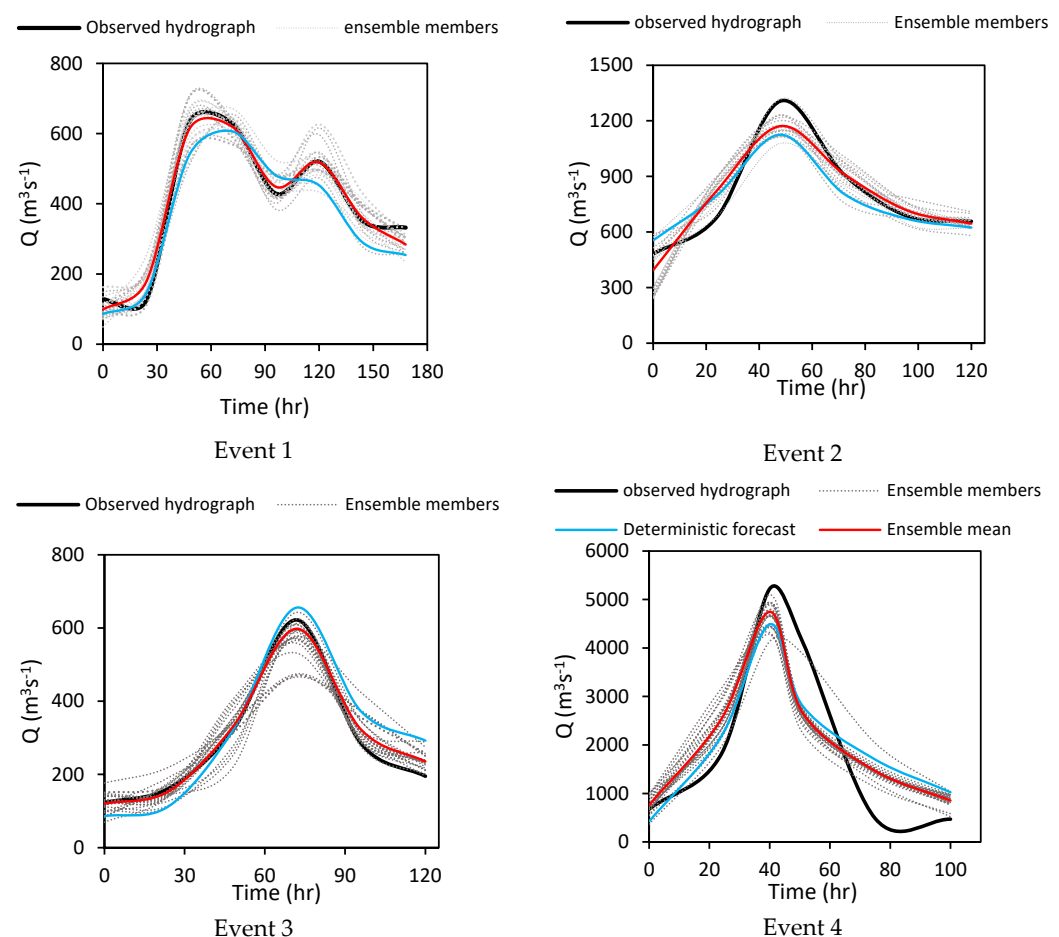 Observed hydrograph ensemble members
800
600
400
200
0
0 30 60 90 120 150 180
Q (m³s⁻¹)
Time (hr)
Event 1
observed hydrograph Ensemble members
1500
1200
900
600
300
0
0 20 40 60 80 100 120
Q (m³s⁻¹)
Time (hr)
Event 2
Observed hydrograph Ensemble members
800
600
400
200
0
0 30 60 90 120
Q (m³s⁻¹)
Time (hr)
Event 3
observed hydrograph Ensemble members
Deterministic forecast Ensemble mean
6000
5000
4000
3000
2000
1000
0
0 20 40 60 80 100
Q (m³s⁻¹)
Time (hr)
Event 4